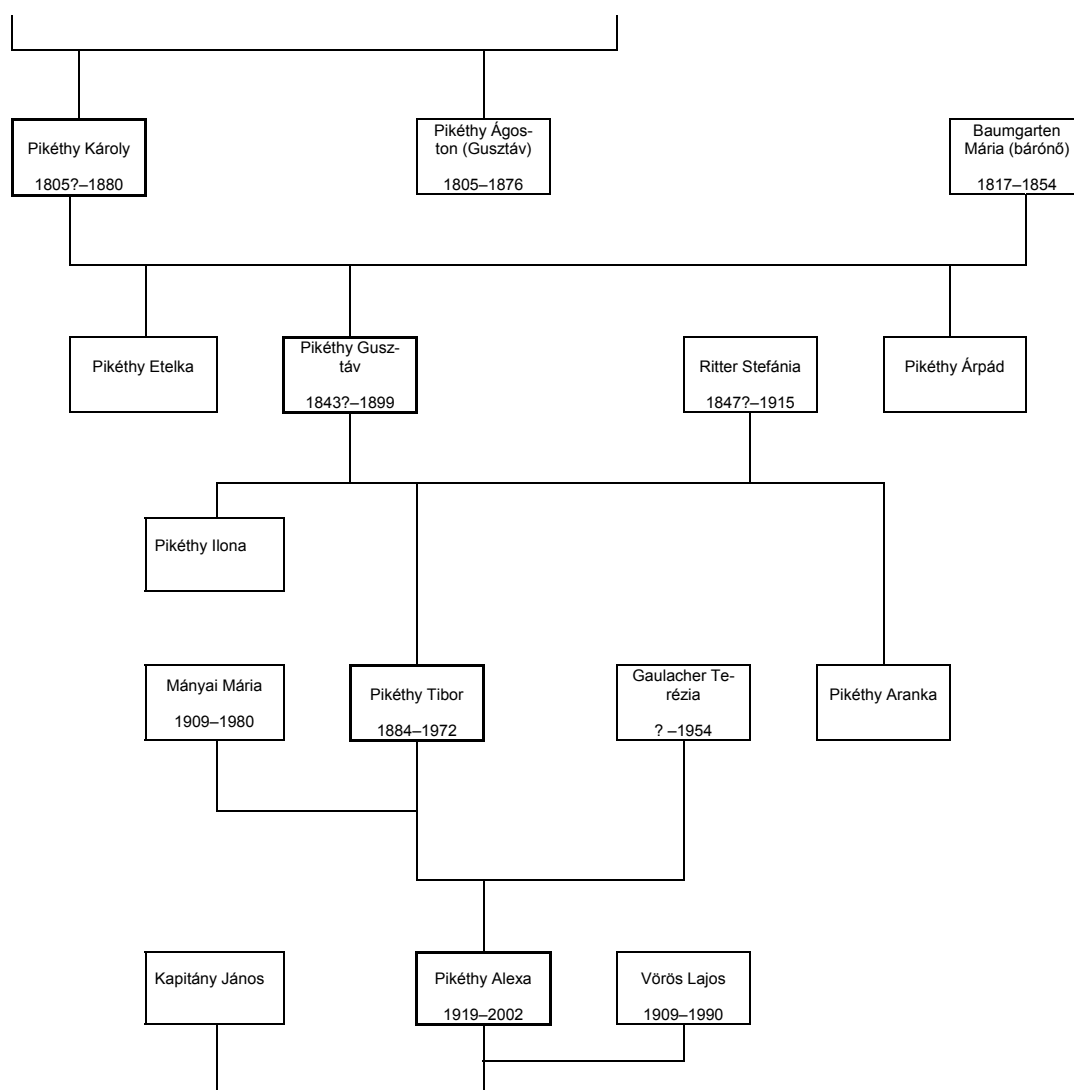 Pikéthy Károly
1805?–1880
Pikéthy Ágos-
ton (Gusztáv)
1805–1876
Baumgarten
Mária (bárónő)
1817–1854
Pikéthy Etelka
Pikéthy Gusz-
táv
1843?–1899
Ritter Stefánia
1847?–1915
Pikéthy Árpád
Pikéthy Ilona
Mányai Mária
1909–1980
Pikéthy Tibor
1884–1972
Gaulacher Te-
rézia
? –1954
Pikéthy Aranka
Kapitány János
Pikéthy Alexa
1919–2002
Vörös Lajos
1909–1990